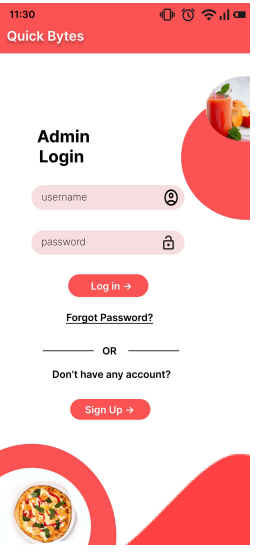 11:30
Quick Bytes
Admin
Login
username
password
Log in →
Forgot Password?
OR
Don't have any account?
Sign Up →